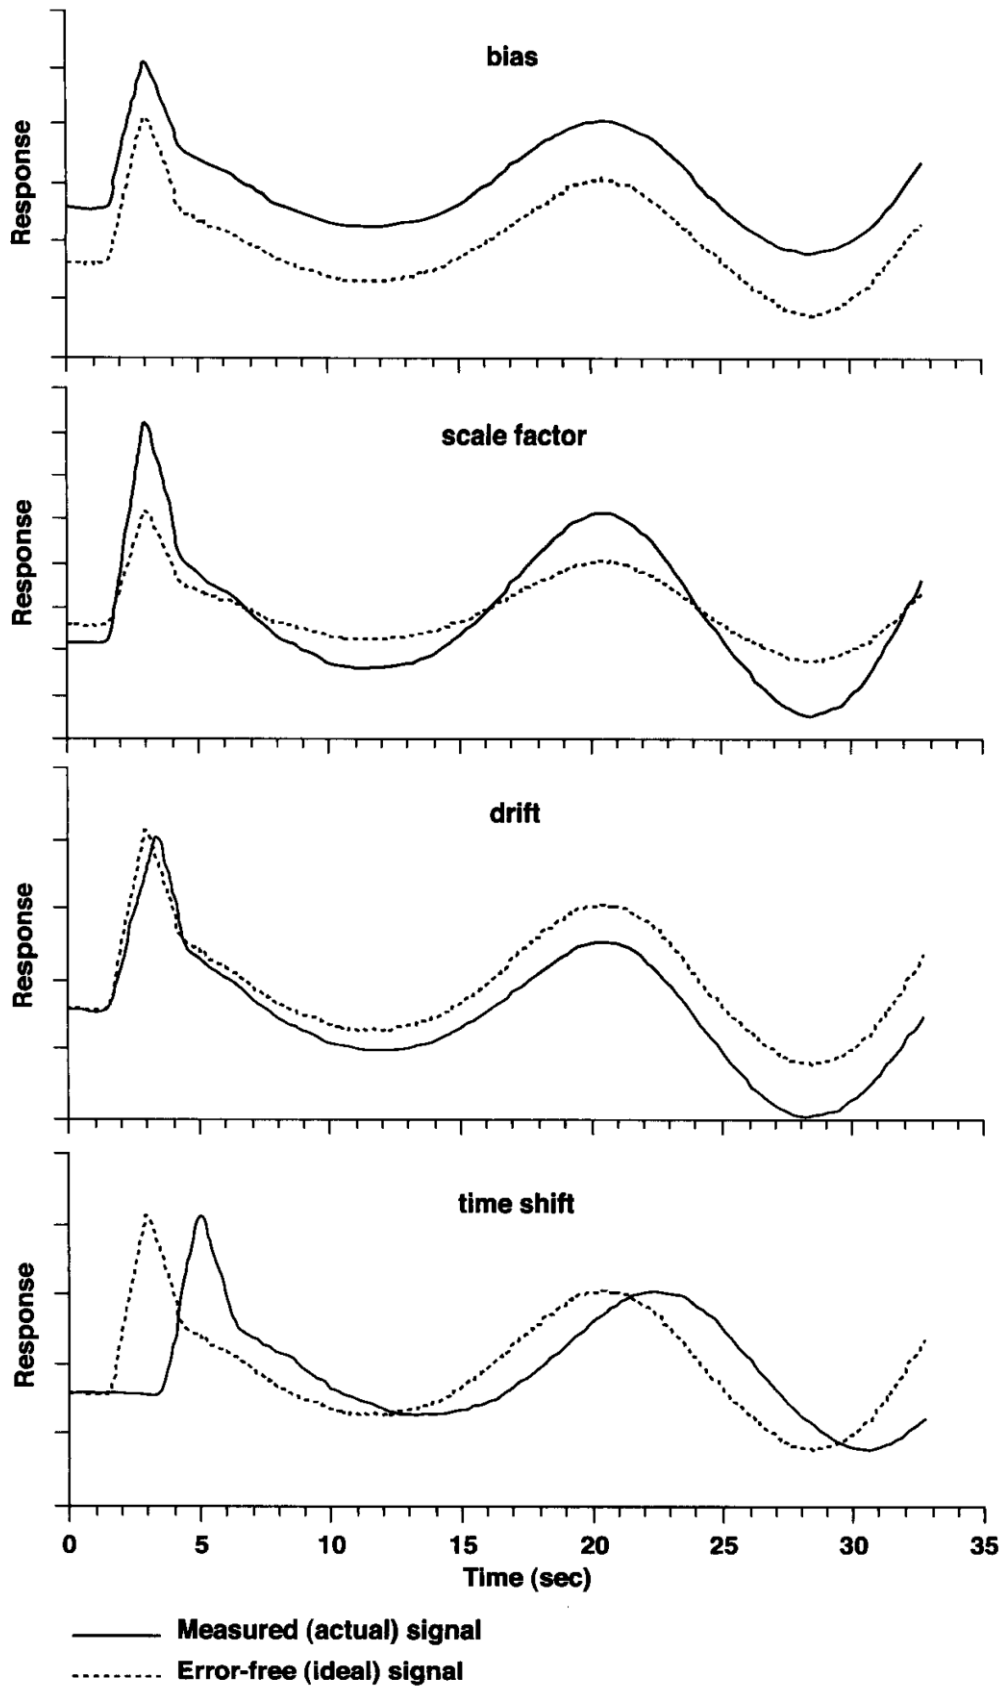 bias
Response
scale factor
Response
drift
Response
time shift
Response
0 5 10 15 20 25 30 35
Time (sec)
Measured (actual) signal
Error-free (ideal) signal